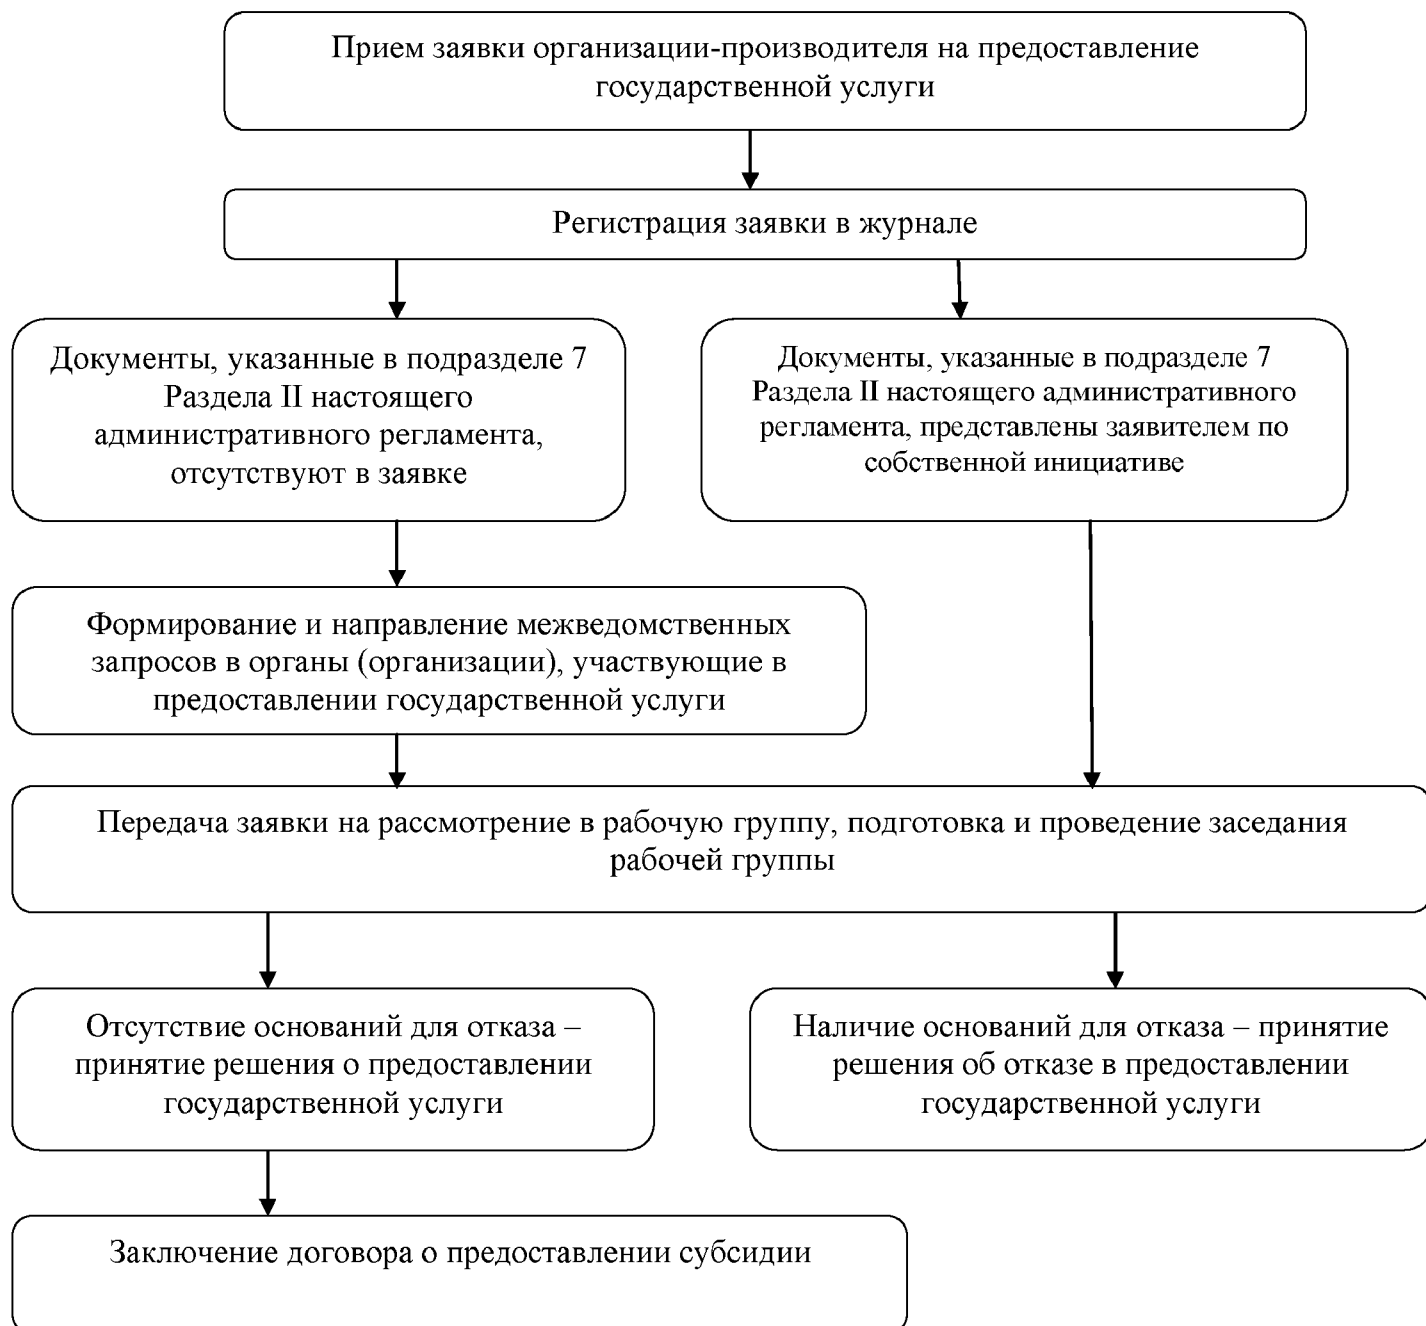 Прием заявки организации-производителя на предоставление
государственной услуги
Регистрация заявки в журнале
Документы, указанные в подразделе 7
Раздела II настоящего
административного регламента,
отсутствуют в заявке
Документы, указанные в подразделе 7
Раздела II настоящего административного
регламента, представлены заявителем по
собственной инициативе
Формирование и направление межведомственных
запросов в органы (организации), участвующие в
предоставлении государственной услуги
Передача заявки на рассмотрение в рабочую группу, подготовка и проведение заседания
рабочей группы
Отсутствие оснований для отказа –
принятие решения о предоставлении
государственной услуги
Наличие оснований для отказа – принятие
решения об отказе в предоставлении
государственной услуги
Заключение договора о предоставлении субсидии